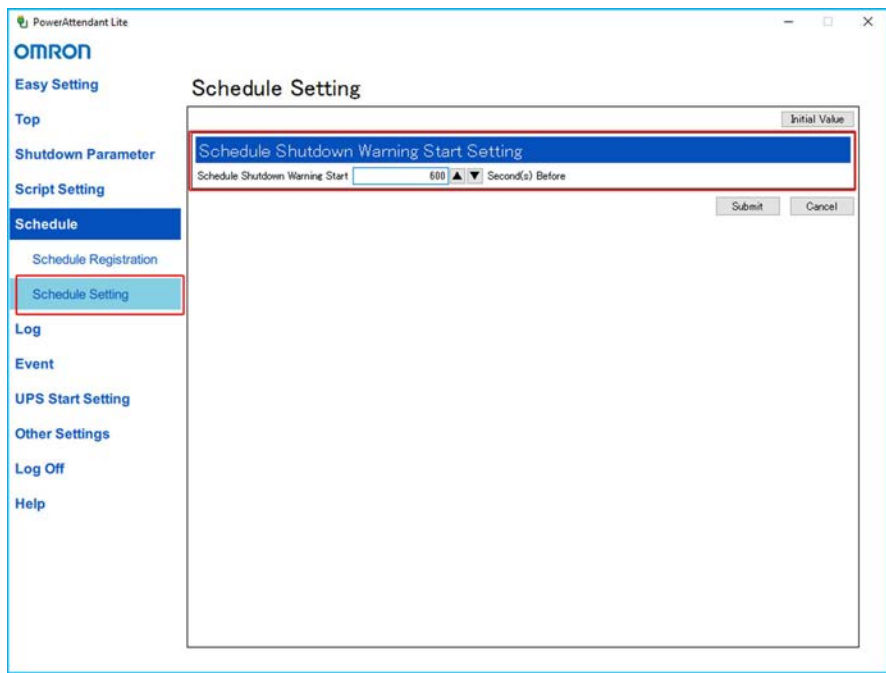 PowerAttendant Lite
OMRON
Easy Setting
Top
Shutdown Parameter
Script Setting
Schedule
Schedule Registration
Schedule Setting
Log
Event
UPS Start Setting
Other Settings
Log Off
Help
Schedule Setting
Initial Value
Schedule Shutdown Warning Start Setting
Schedule Shutdown Warning Start 600 ▲ ▼ Second(s) Before
Submit Cancel